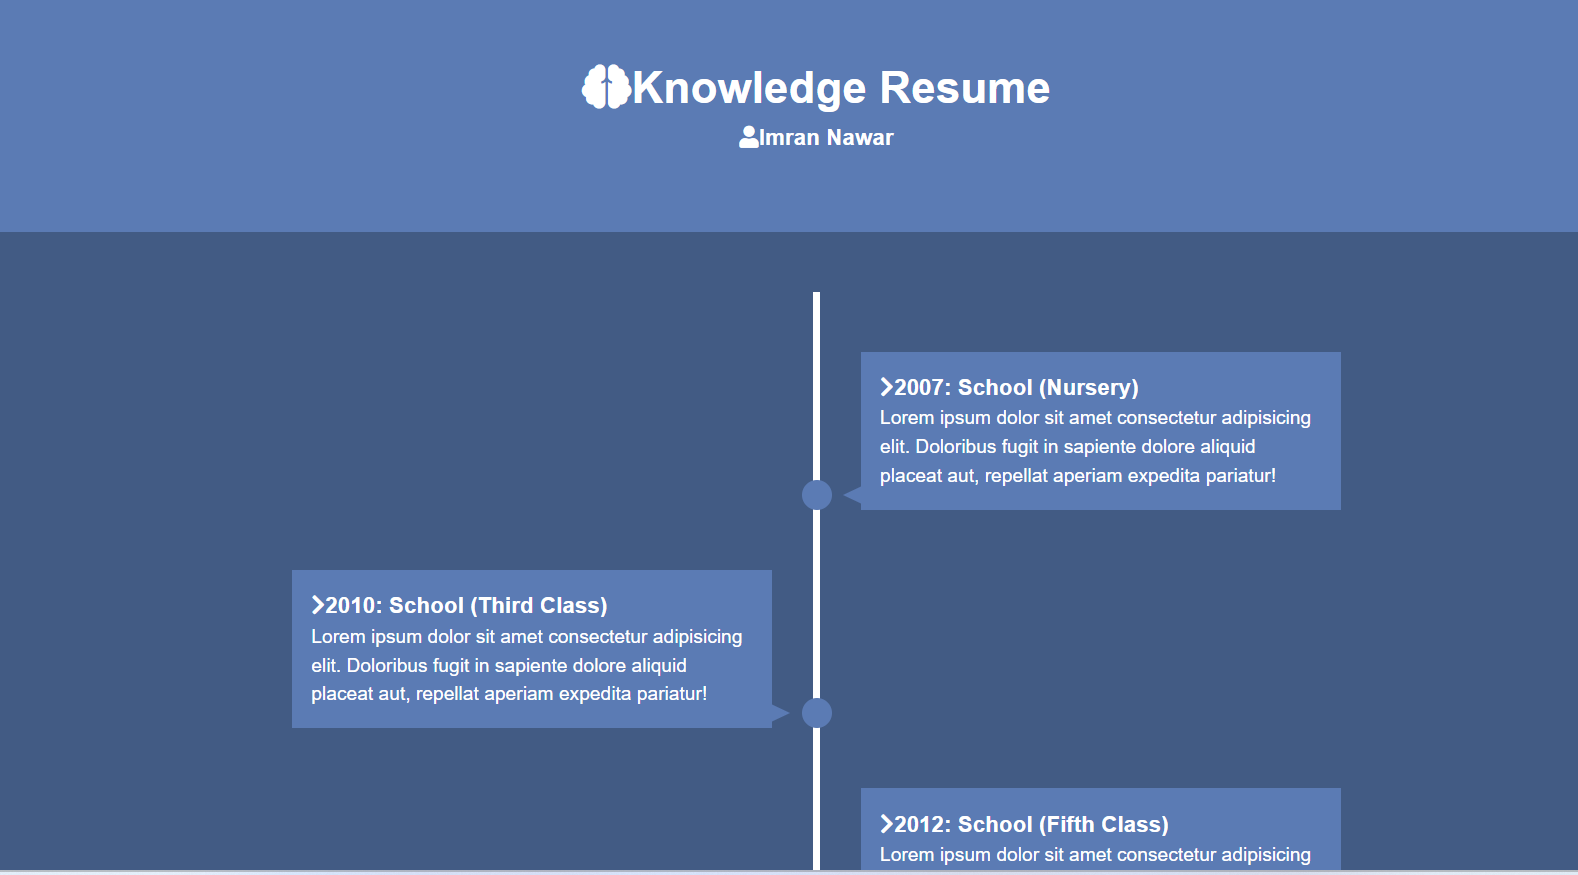 Knowledge Resume
Imran Nawar
2007: School (Nursery)
Lorem ipsum dolor sit amet consectetur adipisicing
elit. Doloribus fugit in sapiente dolore aliquid
placeat aut, repellat aperiam expedita pariatur!
2010: School (Third Class)
Lorem ipsum dolor sit amet consectetur adipisicing
elit. Doloribus fugit in sapiente dolore aliquid
placeat aut, repellat aperiam expedita pariatur!
2012: School (Fifth Class)
Lorem ipsum dolor sit amet consectetur adipisicing